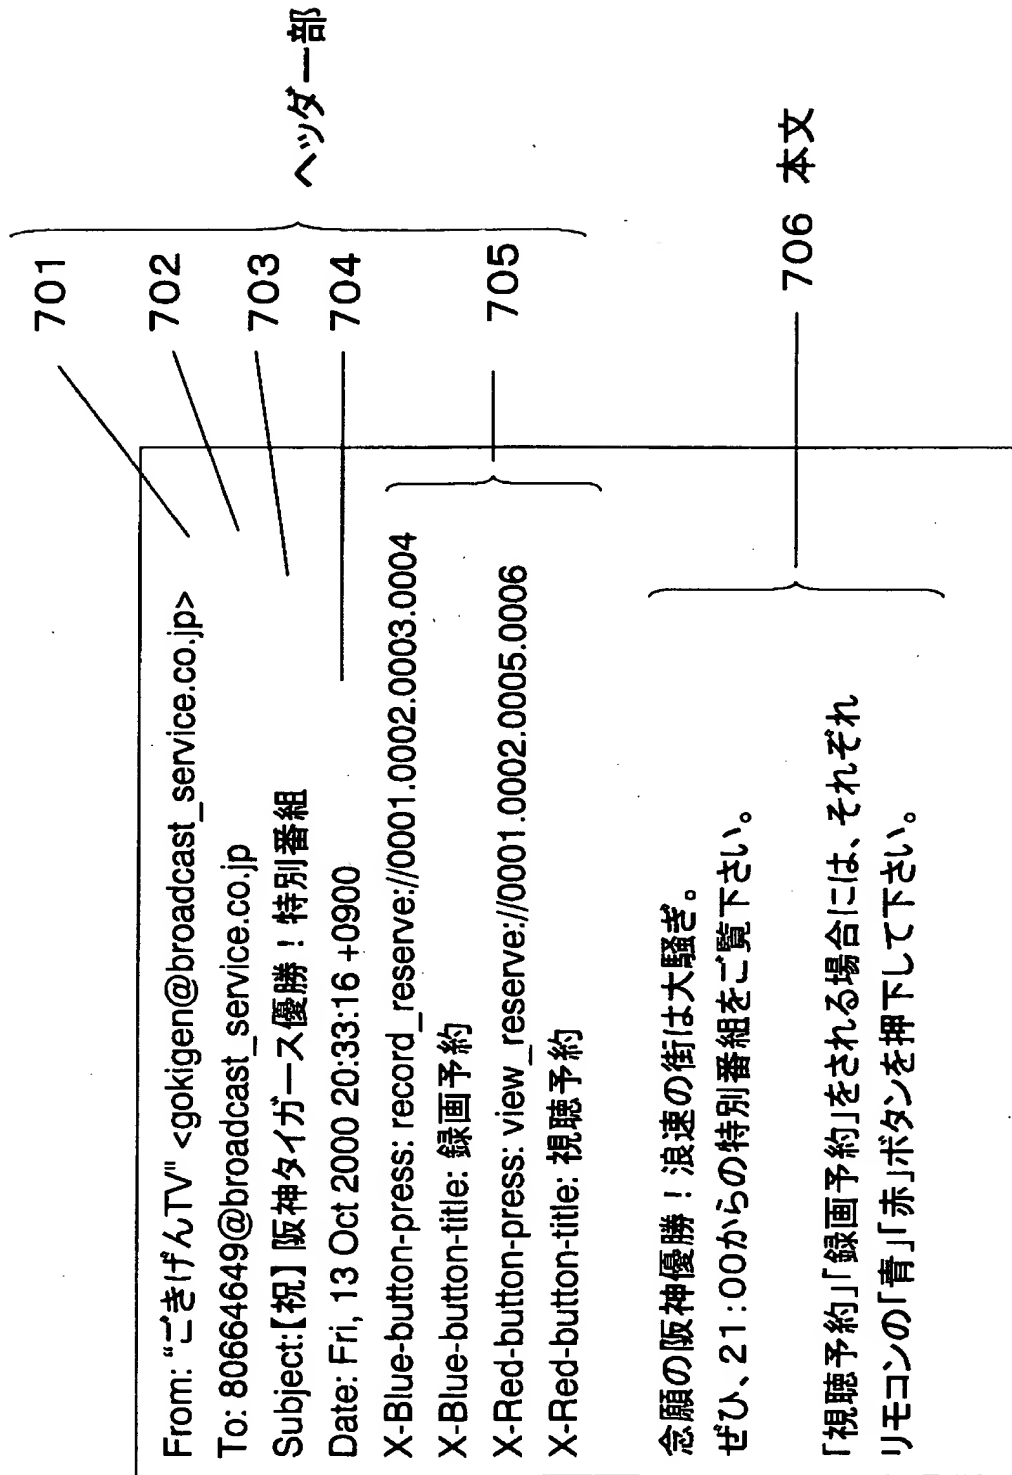 From: “ごきげんTV" <gokigen@broadcast_service.co.jp>
To: 80664649@broadcast_service.co.jp
Subject:【祝】阪神タイガース優勝！特別番組
Date: Fri, 13 Oct 2000 20:33:16 +0900
X-Blue-button-press: record_reserve://0001.0002.0003.0004
X-Blue-button-title: 録画予約
X-Red-button-press: view_reserve://0001.0002.0005.0006
X-Red-button-title: 視聴予約
念願の阪神優勝！浪速の街は大騒ぎ。
ぜひ、21:00からの特別番組をご覧下さい。
「視聴予約」「録画予約」をされる場合には、それぞれ
リモコンの「青」「赤」ボタンを押下して下さい。
701
702
703
704
705
ヘッダー部
706 本文